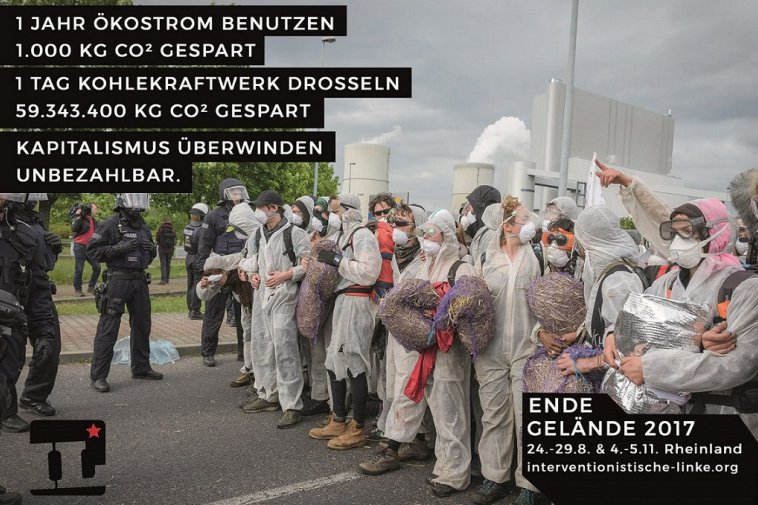 1 JAHR ÖKOSTROM BENUTZEN
1.000 KG CO² GESPART
1 TAG KOHLEKRAFTWERK DROSSELN
59.343.400 KG CO² GESPART
KAPITALISMUS ÜBERWINDEN
UNBEZAHLBAR.
ENDE
GELÄNDE 2017
24.-29.8. & 4.-5.11. Rheinland
interventionistische-linke.org